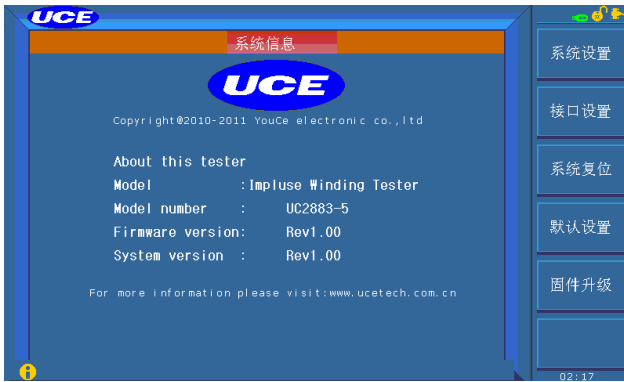 UCE
系统信息
UCE
Copyright@2010-2011 YouCe electronic co.,ltd
About this tester
Model :Impluse Winding Tester
Model number : UC2883-5
Firmware version: Rev1.00
System version : Rev1.00
For more information please visit:www.ucetech.com.cn
系统设置
接口设置
系统复位
默认设置
固件升级
02:17